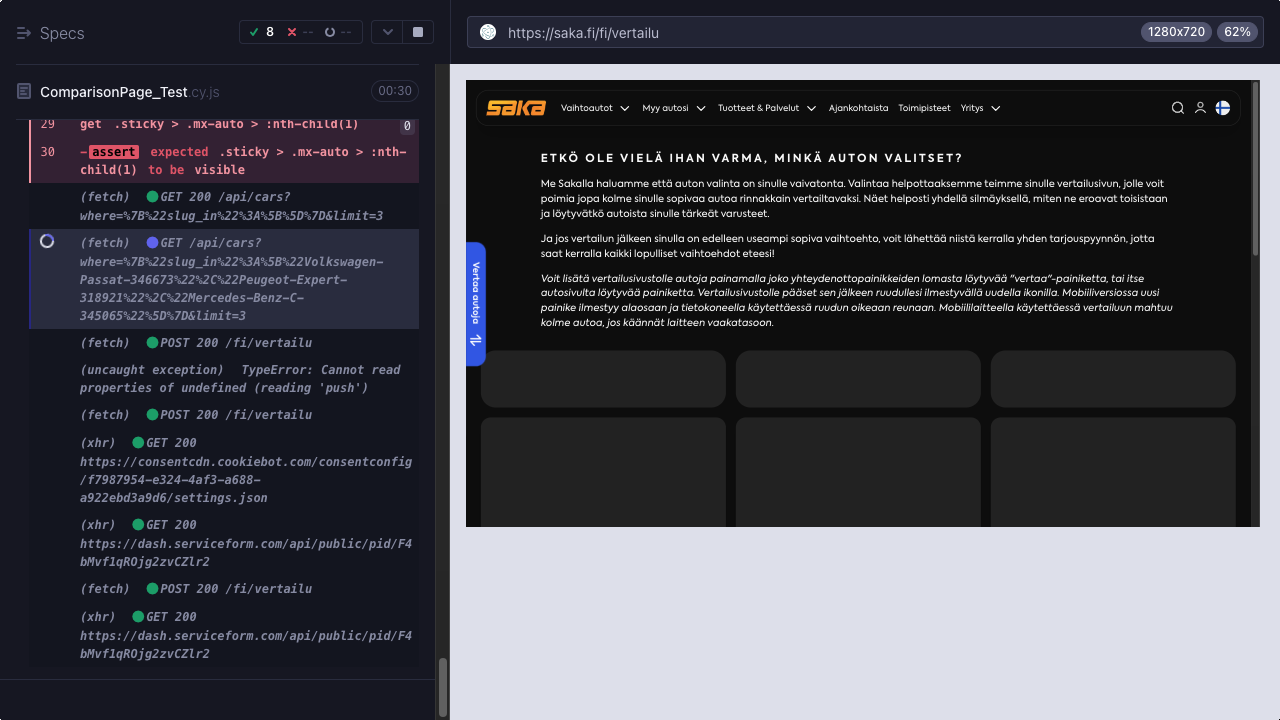 Specs
8
--
--
https://saka.fi/fi/vertailu
1280x720
62%
ComparisonPage_Test.cy.js
00:30
29 get .sticky > .mx-auto > :nth-child(1) 0
30 -assert expected .sticky > .mx-auto > :nth-
child(1) to be visible
(fetch) GET 200 /api/cars?
where=%7B%22slug_in%22%3A%5B%5D%7D&limit=3
(fetch) GET /api/cars?
where=%7B%22slug_in%22%3A%5B%22Volkswagen-
Passat-346673%22%2C%22Peugeot-Expert-
318921%22%2C%22Mercedes-Benz-C-
345065%22%5D%7D&limit=3
(fetch) POST 200 /fi/vertailu
(uncaught exception) TypeError: Cannot read
properties of undefined (reading 'push')
(fetch) POST 200 /fi/vertailu
(xhr) GET 200
https://consentcdn.cookiebot.com/consentconfig
/f7987954-e324-4af3-a688-
a922ebd3a9d6/settings.json
(xhr) GET 200
https://dash.serviceform.com/api/public/pid/F4
bMvf1qROjg2zvCZlr2
(fetch) POST 200 /fi/vertailu
(xhr) GET 200
https://dash.serviceform.com/api/public/pid/F4
bMvf1qROjg2zvCZlr2
saka
Vaihtoautot
Myy autosi
Tuotteet & Palvelut
Ajankohtaista
Toimipisteet
Yritys
ETKÖ OLE VIELÄ IHAN VARMA, MINKÄ AUTON VALITSET?
Me Sakalla haluamme että auton valinta on sinulle vaivatonta. Valintaa helpottaaksemme teimme sinulle vertailusivun, jolle voit
poimia jopa kolme sinulle sopivaa autoa rinnakkain vertailtavaksi. Näet helposti yhdellä silmäyksellä, miten ne eroavat toisistaan
ja löytyvätkö autoista sinulle tärkeät varusteet.
Ja jos vertailun jälkeen sinulla on edelleen useampi sopiva vaihtoehto, voit lähettää niistä kerralla yhden tarjouspyynnön, jotta
saat kerralla kaikki lopulliset vaihtoehdot eteesi!
Voit lisätä vertailusivustolle autoja painamalla joko yhteydenottopainikkeiden lomasta löytyvää "vertaa"-painiketta, tai itse
autosivulta löytyvää painiketta. Vertailusivustolle pääset sen jälkeen ruudullesi ilmestyvällä uudella ikonilla. Mobiiliversiossa uusi
painike ilmestyy alaosaan ja tietokoneella käytettäessä ruudun oikeaan reunaan. Mobiililaitteella käytettäessä vertailuun mahtuu
kolme autoa, jos käännät laitteen vaakatasoon.
Vertaa autoja